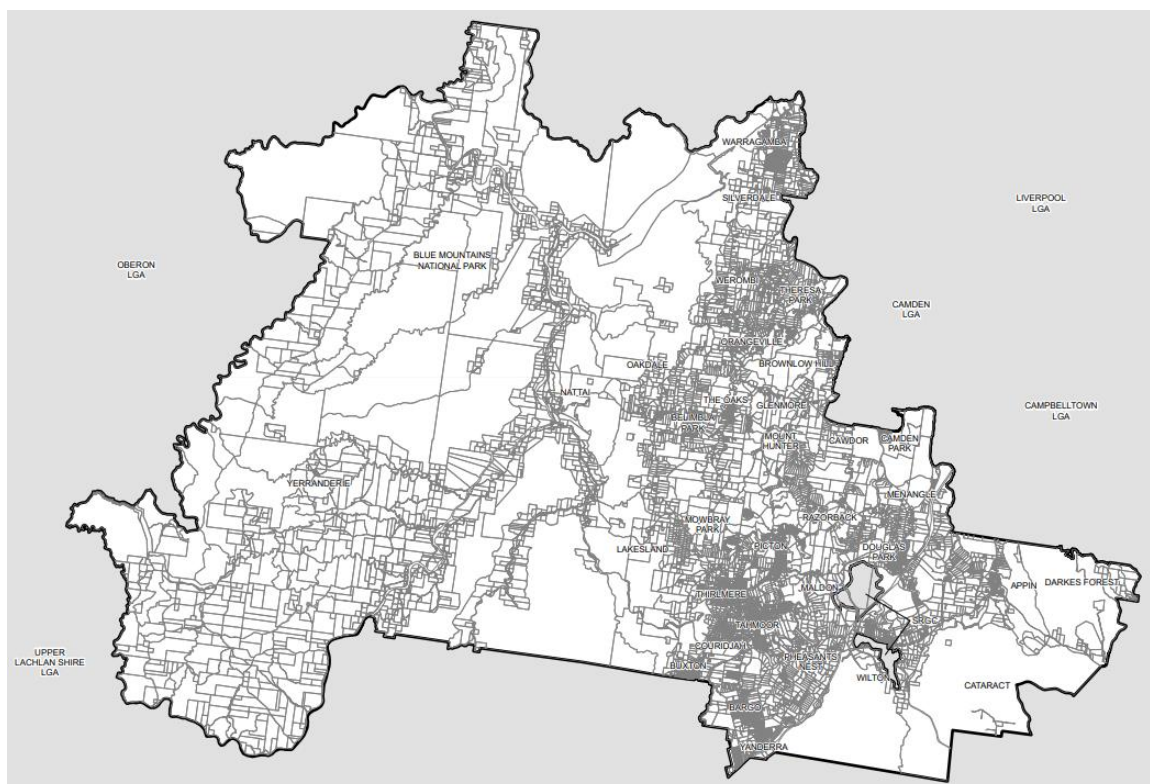 WARRAGAMBA
LIVERPOOL
LGA
SILVERDALE
BLUE MOUNTAINS
NATIONAL PARK
OBERON
LGA
WEROMBI
THERESA
PARK
CAMDEN
LGA
ORANGEVILLE
BROWNLOW HILL
OAKDALE
NATTAI
THE OAKS
GLENMORE
CAMPBELLTOWN
LGA
BELIMBLA
PARK
MOUNT
HUNTER
CAWDOR
CAMDEN
PARK
YERRANDERIE
MENANGLE
MOWBRAY
PARK
RAZORBACK
LAKESLAND
PICTON
DOUGLAS
PARK
MALDON
APPIN
DARKES FOREST
THIRLMERE
TAHMOOR
SRGC
COURIDJAH
UPPER
LACHLAN SHIRE
LGA
BUXTON
PHEASANTS
NEST
WILTON
CATARACT
BARGO
YANDERRA